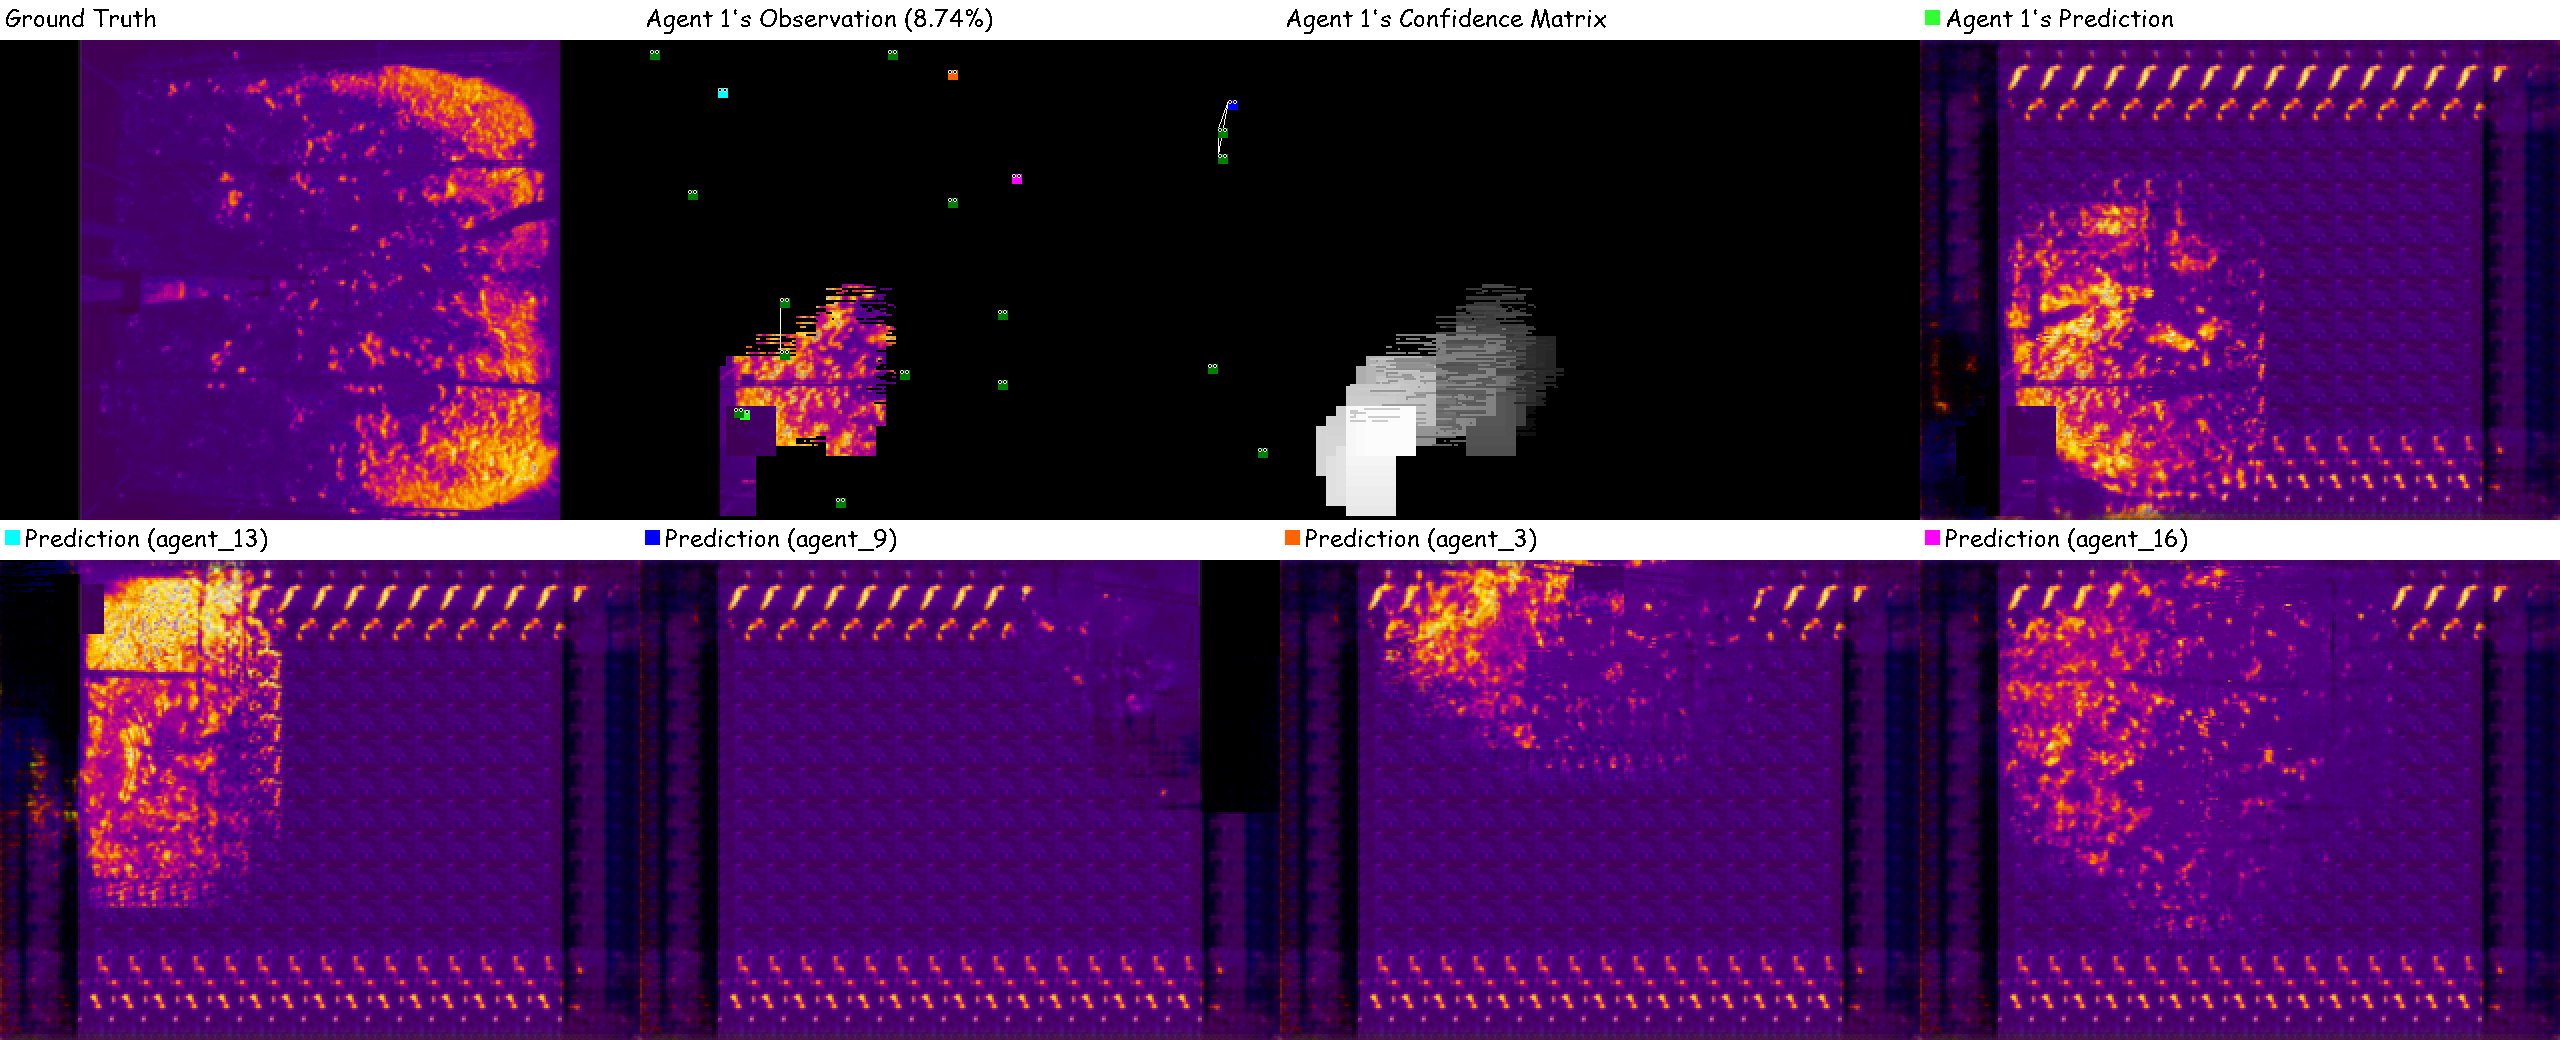 Ground Truth
Agent 1's Observation (8.74%)
Agent 1's Confidence Matrix
Agent 1's Prediction
Prediction (agent_13)
Prediction (agent_9)
Prediction (agent_3)
Prediction (agent_16)